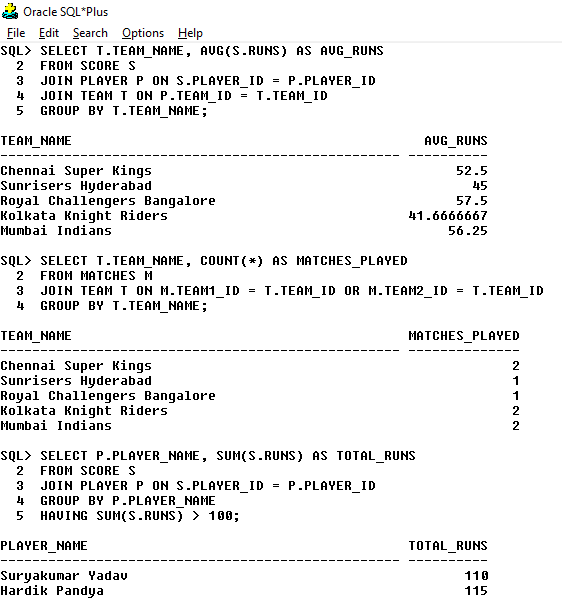 Oracle SQL*Plus
File Edit Search Options Help
SQL> SELECT T.TEAM_NAME, AVG(S.RUNS) AS AVG_RUNS
  2  FROM SCORE S
  3  JOIN PLAYER P ON S.PLAYER_ID = P.PLAYER_ID
  4  JOIN TEAM T ON P.TEAM_ID = T.TEAM_ID
  5  GROUP BY T.TEAM_NAME;
TEAM_NAME                                            AVG_RUNS
-------------------------------------------------- ----------
Chennai Super Kings                                      52.5
Sunrisers Hyderabad                                        45
Royal Challengers Bangalore                              57.5
Kolkata Knight Riders                              41.6666667
Mumbai Indians                                          56.25
SQL> SELECT T.TEAM_NAME, COUNT(*) AS MATCHES_PLAYED
  2  FROM MATCHES M
  3  JOIN TEAM T ON M.TEAM1_ID = T.TEAM_ID OR M.TEAM2_ID = T.TEAM_ID
  4  GROUP BY T.TEAM_NAME;
TEAM_NAME                                          MATCHES_PLAYED
-------------------------------------------------- --------------
Chennai Super Kings                                             2
Sunrisers Hyderabad                                             1
Royal Challengers Bangalore                                     1
Kolkata Knight Riders                                           2
Mumbai Indians                                                  2
SQL> SELECT P.PLAYER_NAME, SUM(S.RUNS) AS TOTAL_RUNS
  2  FROM SCORE S
  3  JOIN PLAYER P ON S.PLAYER_ID = P.PLAYER_ID
  4  GROUP BY P.PLAYER_NAME
  5  HAVING SUM(S.RUNS) > 100;
PLAYER_NAME                                        TOTAL_RUNS
-------------------------------------------------- ----------
Suryakumar Yadav                                          110
Hardik Pandya                                             115